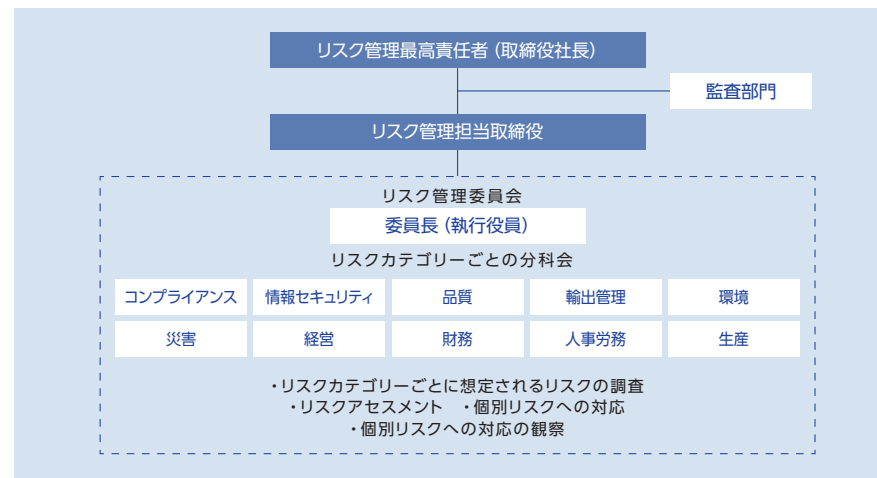 リスク管理最高責任者（取締役社長）
監査部門
リスク管理担当取締役
リスク管理委員会
委員長（執行役員）
リスクカテゴリーごとの分科会
コンプライアンス 情報セキュリティ 品質 輸出管理 環境
災害 経営 財務 人事労務 生産
・リスクカテゴリーごとに想定されるリスクの調査
・リスクアセスメント ・個別リスクへの対応
・個別リスクへの対応の観察